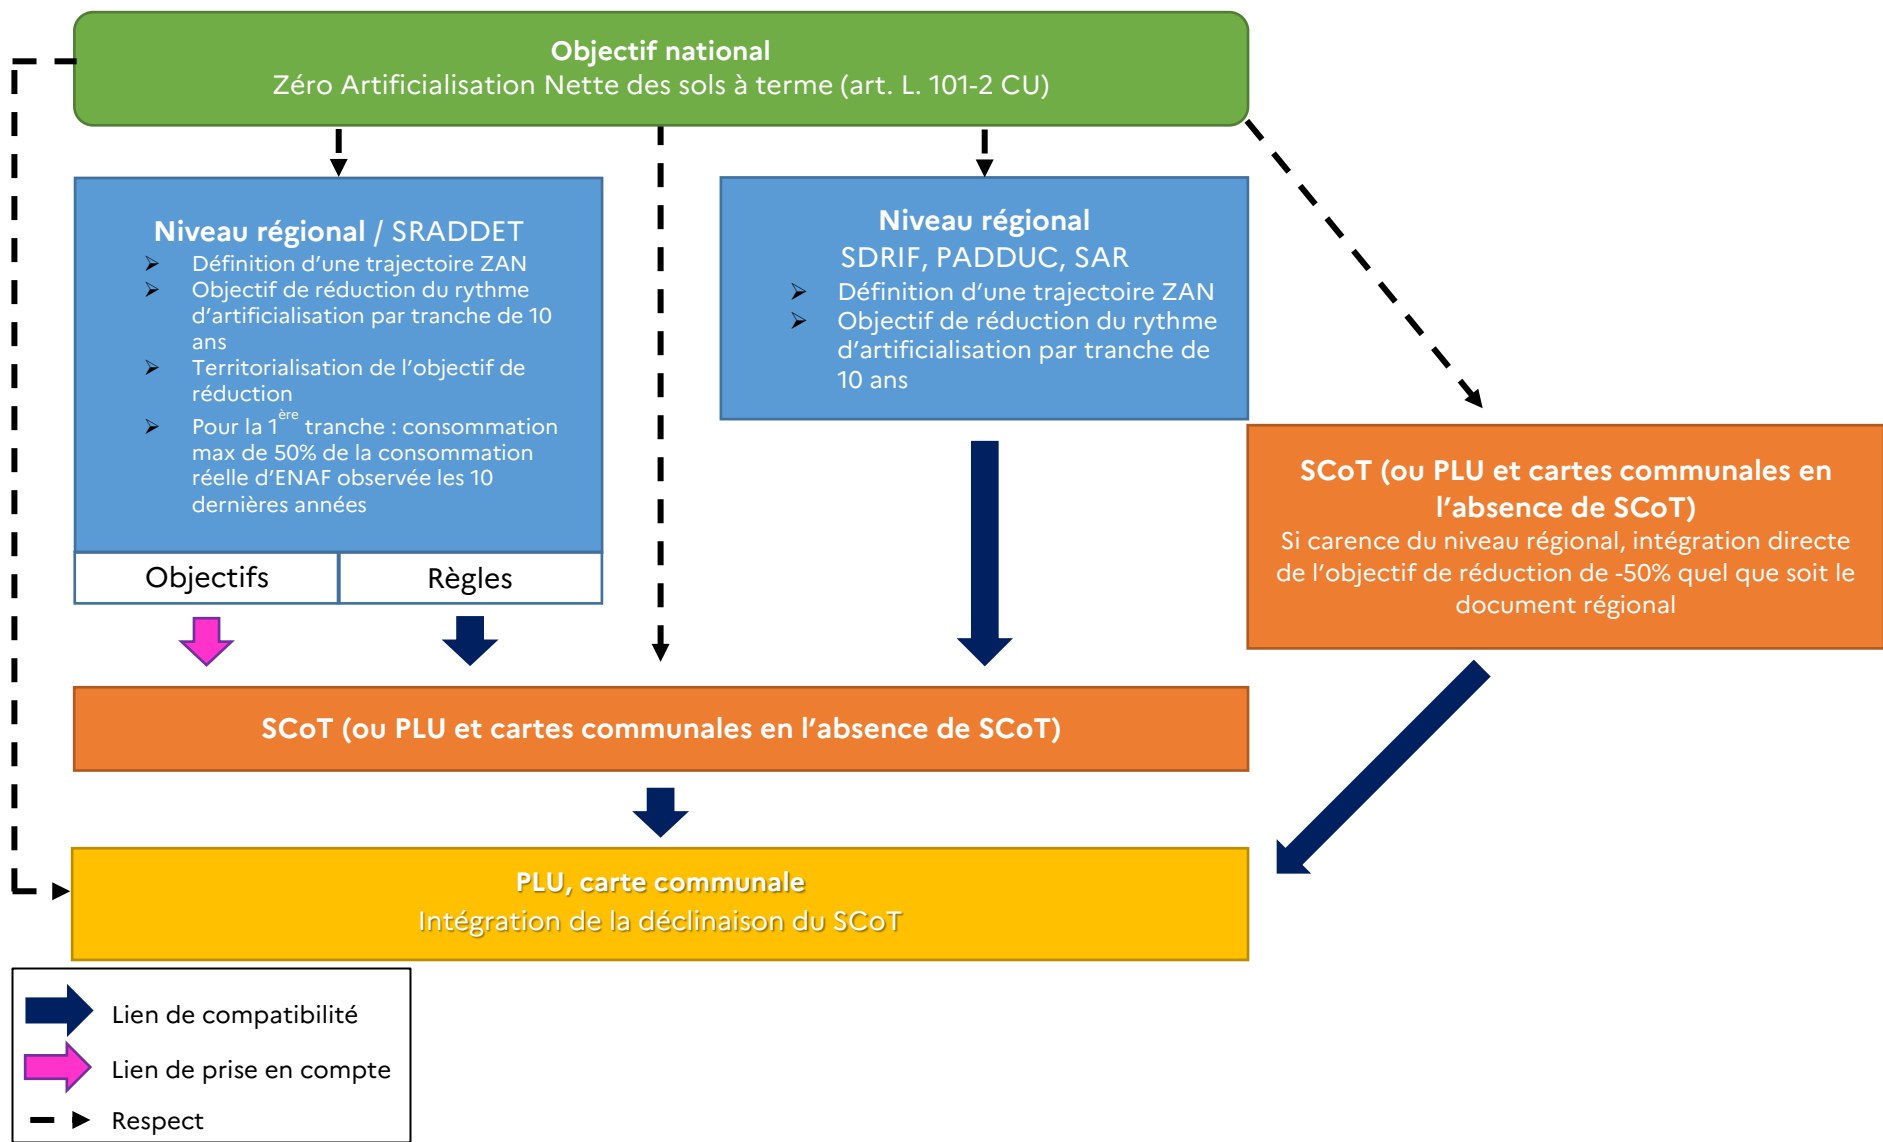 Objectif national
Zéro Artificialisation Nette des sols à terme (art. L. 101-2 CU)
Niveau régional / SRADDET
➢ Définition d'une trajectoire ZAN
➢ Objectif de réduction du rythme
d'artificialisation par tranche de 10
ans
➢ Territorialisation de l'objectif de
réduction
➢ Pour la 1ère tranche : consommation
max de 50% de la consommation
réelle d'ENAF observée les 10
dernières années
Objectifs
Règles
Niveau régional
SDRIF, PADDUC, SAR
➢ Définition d'une trajectoire ZAN
➢ Objectif de réduction du rythme
d'artificialisation par tranche de
10 ans
SCoT (ou PLU et cartes communales en
l'absence de SCoT)
Si carence du niveau régional, intégration directe
de l'objectif de réduction de -50% quel que soit le
document régional
SCoT (ou PLU et cartes communales en l'absence de SCoT)
PLU, carte communale
Intégration de la déclinaison du SCoT
Lien de compatibilité
Lien de prise en compte
Respect